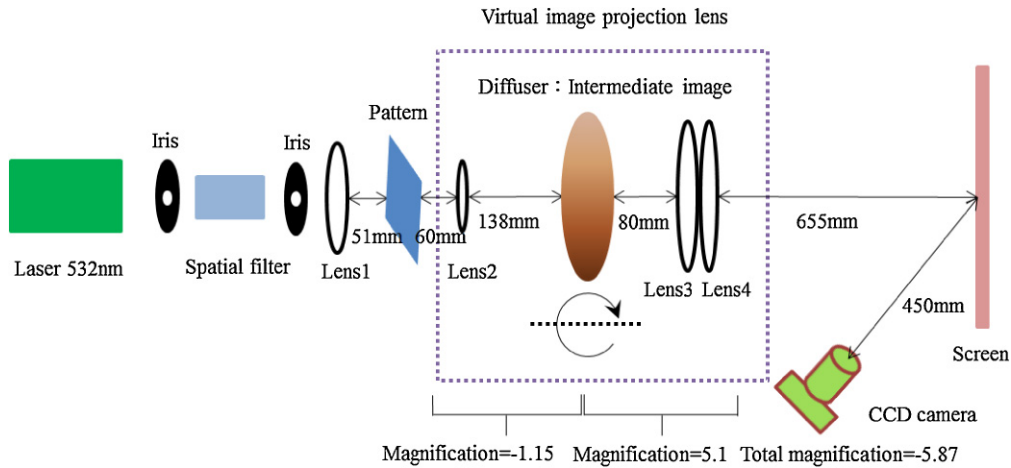 Virtual image projection lens
Diffuser：Intermediate image
Pattern
Iris
Iris
51mm
60mm
138mm
80mm
655mm
Laser 532nm
Spatial filter
Lens1
Lens2
Lens3
Lens4
450mm
Screen
CCD camera
Magnification=-1.15
Magnification=5.1
Total magnification=-5.87